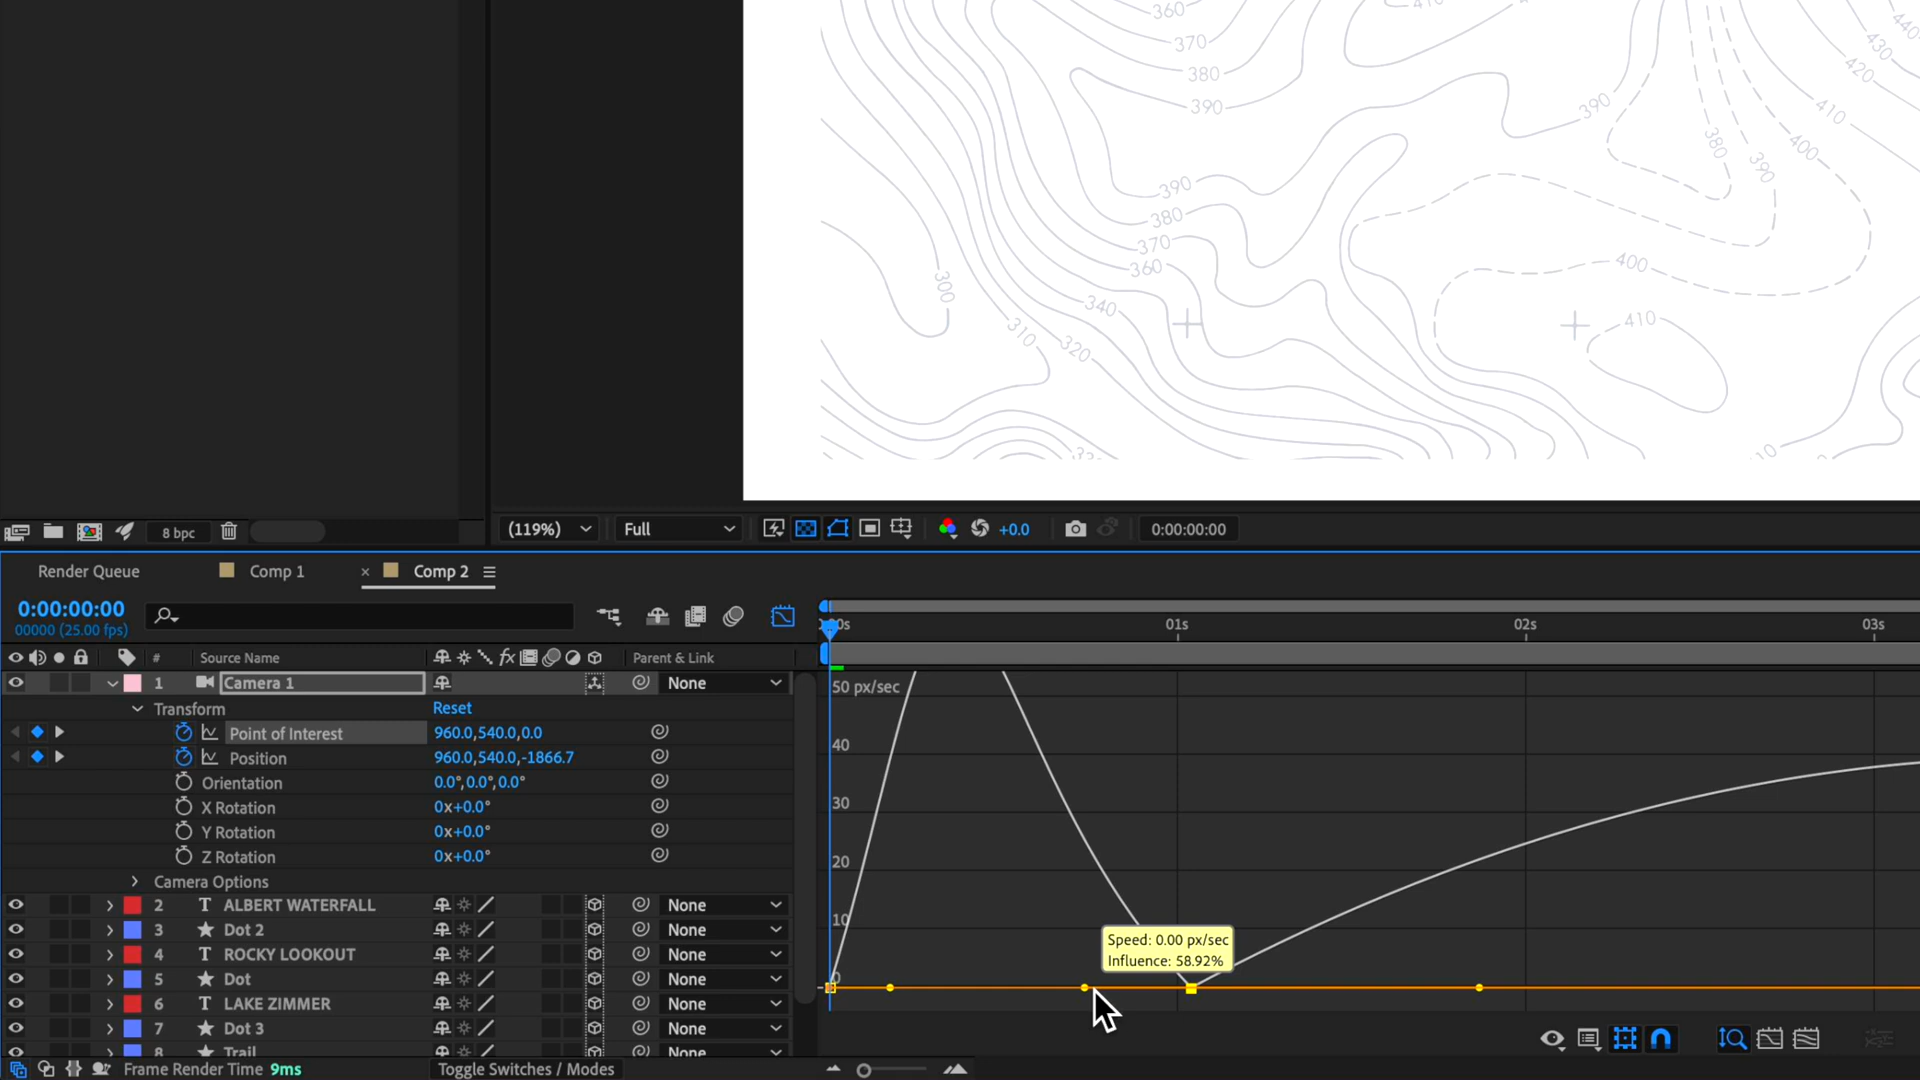 360
370
380
390
390
380
370
360
340
300
310
320
390
380
390
400
410
420
430
440
400
410
8 bpc
(119%)
Full
+0.0
0:00:00:00
Render Queue
Comp 1
× Comp 2
0:00:00:00
00000 (25.00 fps)
01s
02s
03s
# Source Name
fx
Parent & Link
1 Camera 1
None
Transform
Reset
Point of Interest
960.0,540.0,0.0
Position
960.0,540.0,-1866.7
Orientation
0.0°,0.0°,0.0°
X Rotation
0x+0.0°
Y Rotation
0x+0.0°
Z Rotation
0x+0.0°
Camera Options
2 T ALBERT WATERFALL
None
3 Dot 2
None
4 T ROCKY LOOKOUT
None
5 Dot
None
6 T LAKE ZIMMER
None
7 Dot 3
None
8 Trail
None
50 px/sec
40
30
20
10
0
Speed: 0.00 px/sec
Influence: 58.92%
Frame Render Time 9ms
Toggle Switches / Modes